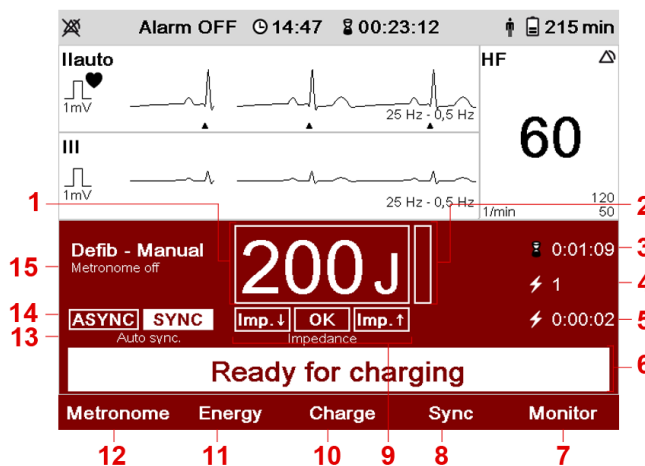 Alarm OFF 14:47 00:23:12 215 min
IIauto
1mV
25 Hz - 0,5 Hz
HF
60
III
1mV
25 Hz - 0,5 Hz
120
1/min 50
1
2
Defib - Manual
Metronome off
200 J
0:01:09
3
15
1
4
14
ASYNC SYNC
Imp.↓ OK Imp.↑
0:00:02
5
13
Auto sync.
Impedance
Ready for charging
6
Metronome Energy Charge Sync Monitor
12 11 10 9 8 7